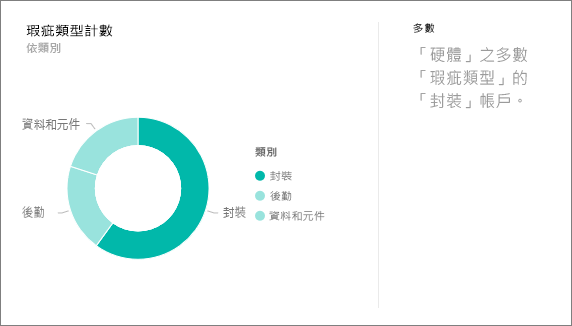 瑕疵類型計數
依類別
資料和元件
後勤
封裝
類別
封裝
後勤
資料和元件
多數
「硬體」之多數
「瑕疵類型」的
「封裝」帳戶。